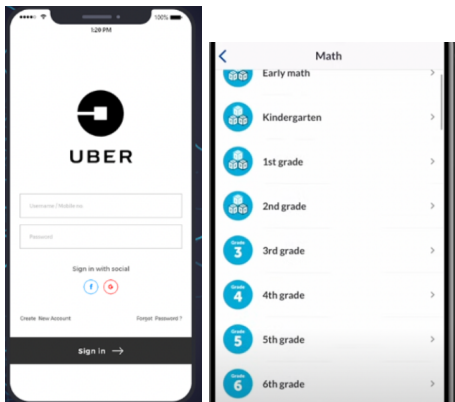 100%
1:20 PM
UBER
Username / Mobile no
Password
Sign in with social
f G
Create New Account
Forgot Password ?
Sign in
Math
Early math
Kindergarten
1st grade
2nd grade
Grade
3
3rd grade
Grade
4
4th grade
Grade
5
5th grade
Grade
6
6th grade